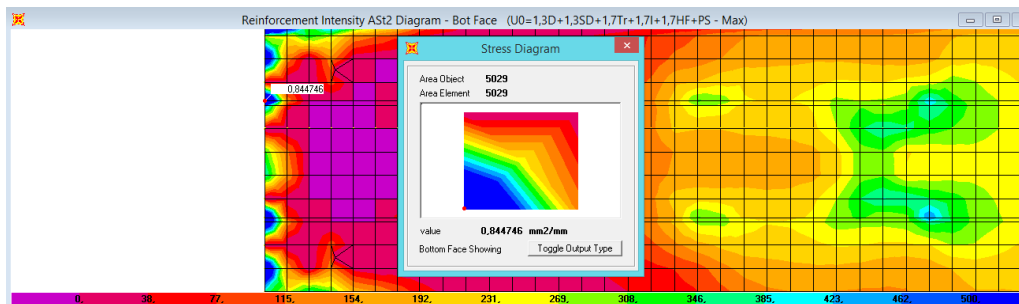 Reinforcement Intensity ASt2 Diagram - Bot Face (U0=1,3D+1,3SD+1,7Tr+1,7I+1,7HF+PS - Max)
Stress Diagram
Area Object 5029
Area Element 5029
0,844746
value 0,844746 mm2/mm
Bottom Face Showing Toggle Output Type
0, 38, 77, 115, 154, 192, 231, 269, 308, 346, 385, 423, 462, 500,